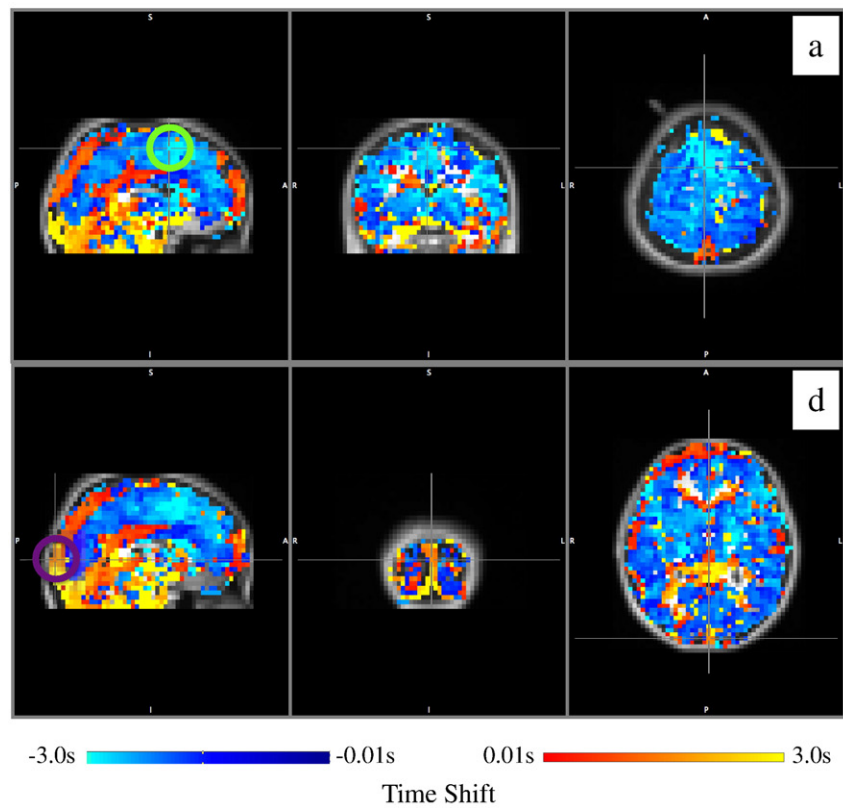 S S A a
P A R L R L
I I P
S S A d
P A R L R L
I I P
-3.0s -0.01s 0.01s 3.0s
Time Shift